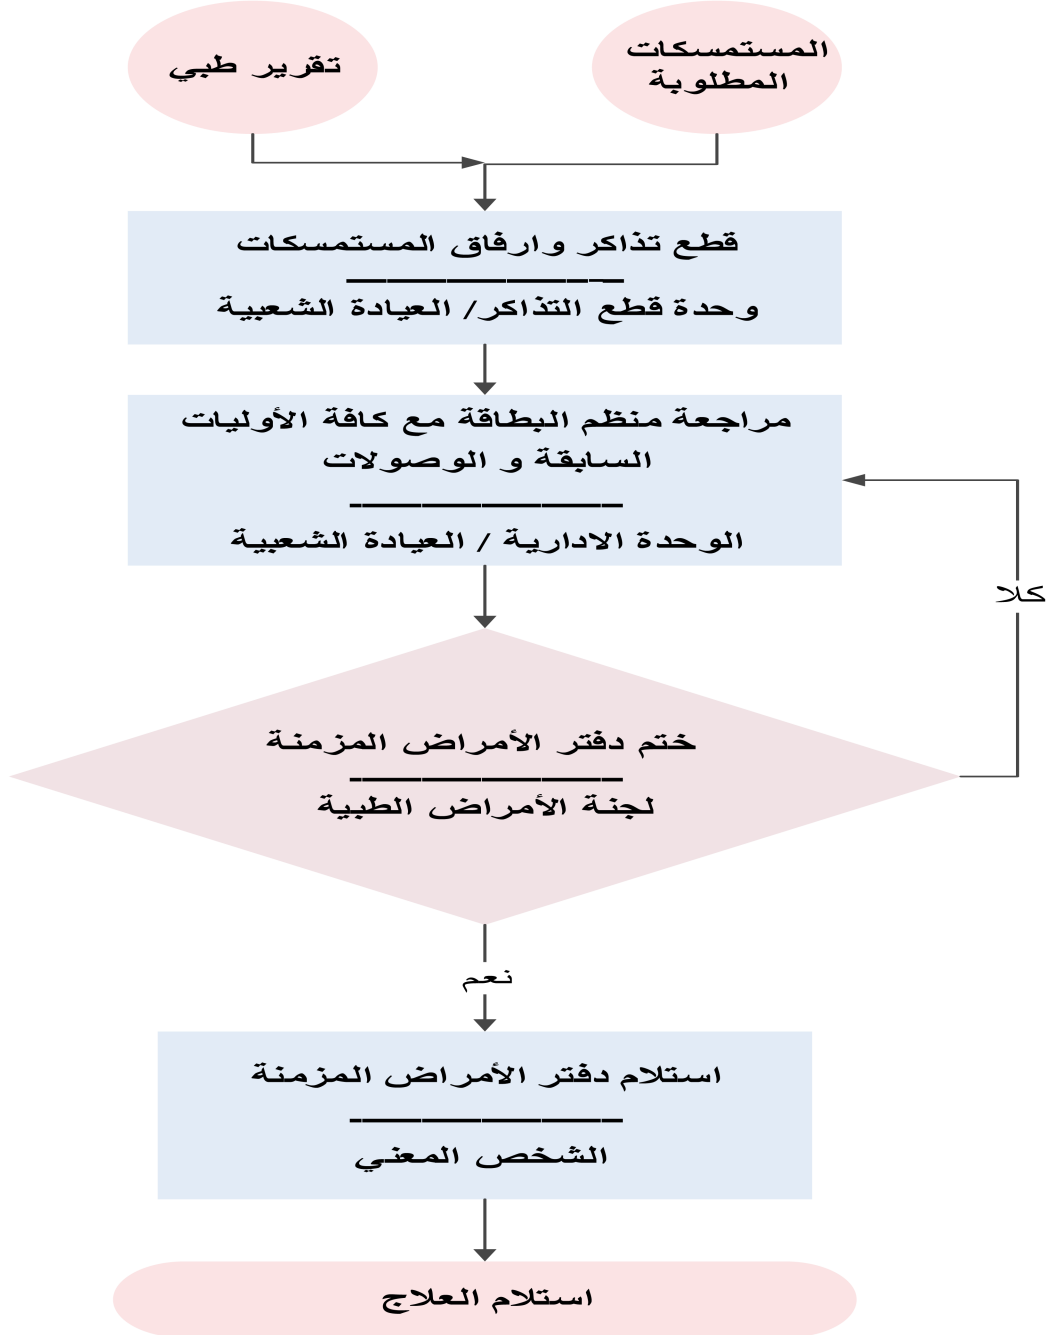 المستمسكات
المطلوبة
تقرير طبي
قطع تذاكر وارفاق المستمسكات
وحدة قطع التذاكر/ العيادة الشعبية
مراجعة منظم البطاقة مع كافة الأوليات
السابقة و الوصولات
الوحدة الادارية / العيادة الشعبية
كلا
ختم دفتر الأمراض المزمنة
لجنة الأمراض الطبية
نعم
استلام دفتر الأمراض المزمنة
الشخص المعني
استلام العلاج